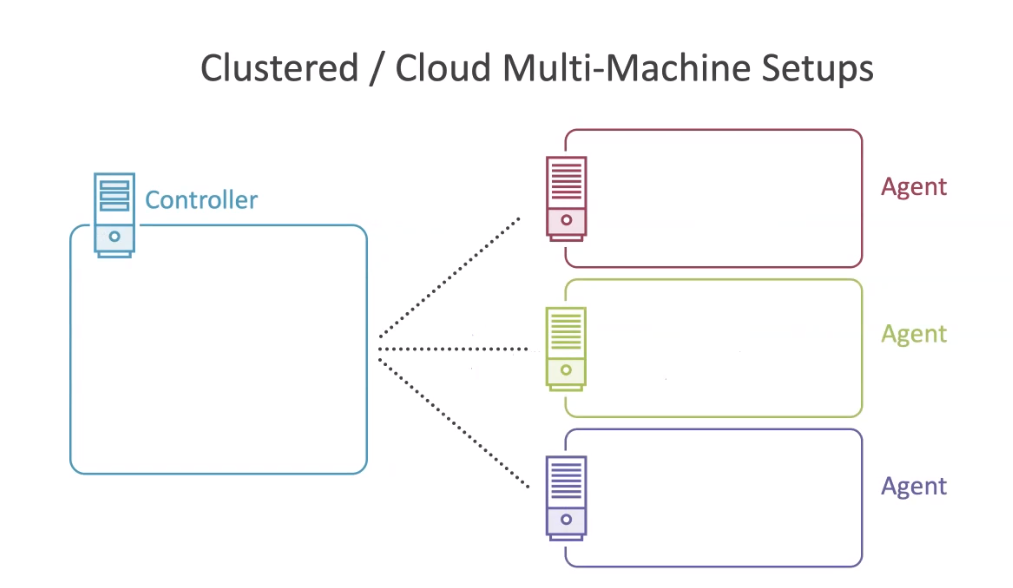 Clustered / Cloud Multi-Machine Setups
Controller
Agent
Agent
Agent